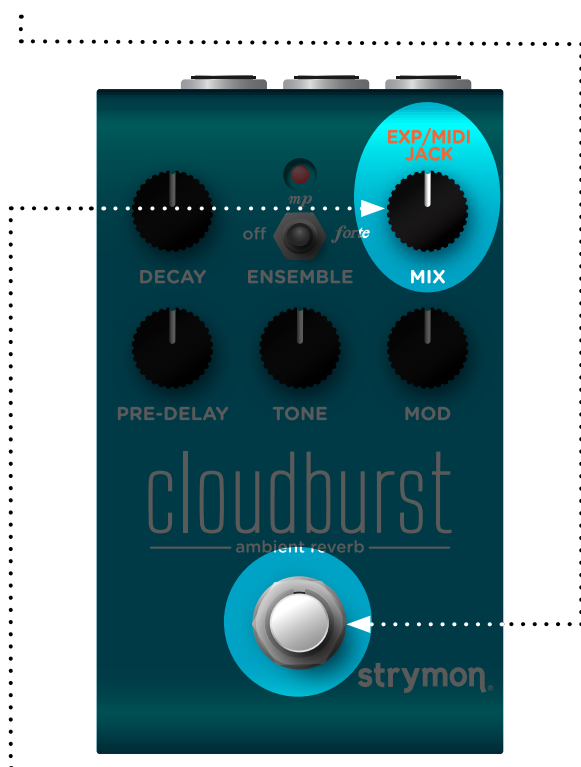 EXP/MIDI
JACK
mp
off forte
DECAY ENSEMBLE MIX
PRE-DELAY TONE MOD
cloudburst
ambient reverb
strymon®